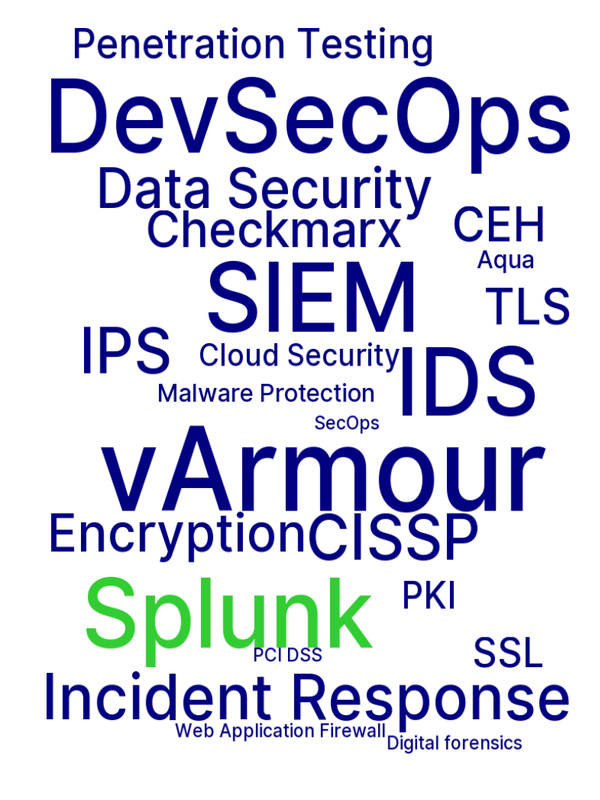 Penetration Testing
DevSecOps
Data Security
Checkmarx
CEH
Aqua
SIEM
TLS
IPS
Cloud Security
IDS
Malware Protection
SecOps
vArmour
Encryption
CISSP
Splunk
PKI
PCI DSS
SSL
Incident Response
Web Application Firewall
Digital forensics